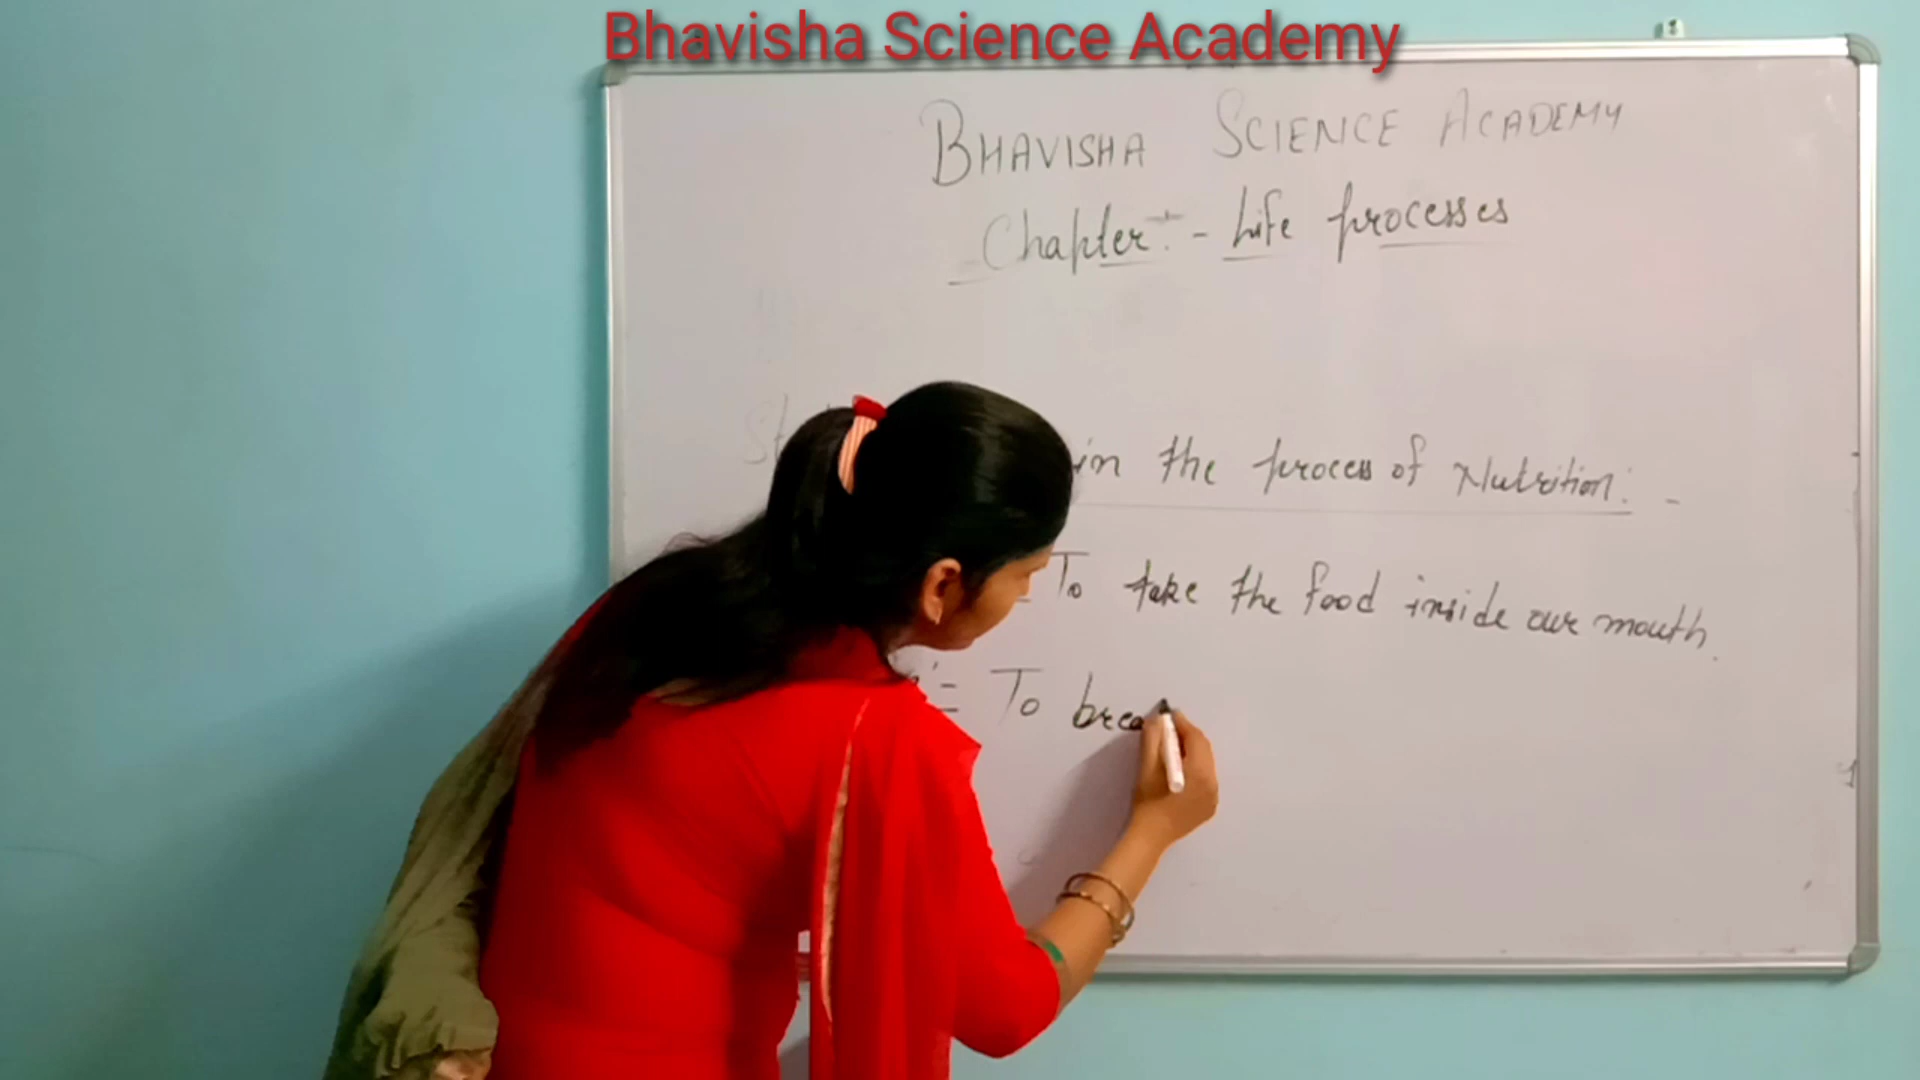 Bhavisha Science Academy
BHAVISHA SCIENCE ACADEMY
Chapter :- Life processes
in the process of Nutrition: -
= To take the food inside our mouth.
= To brea